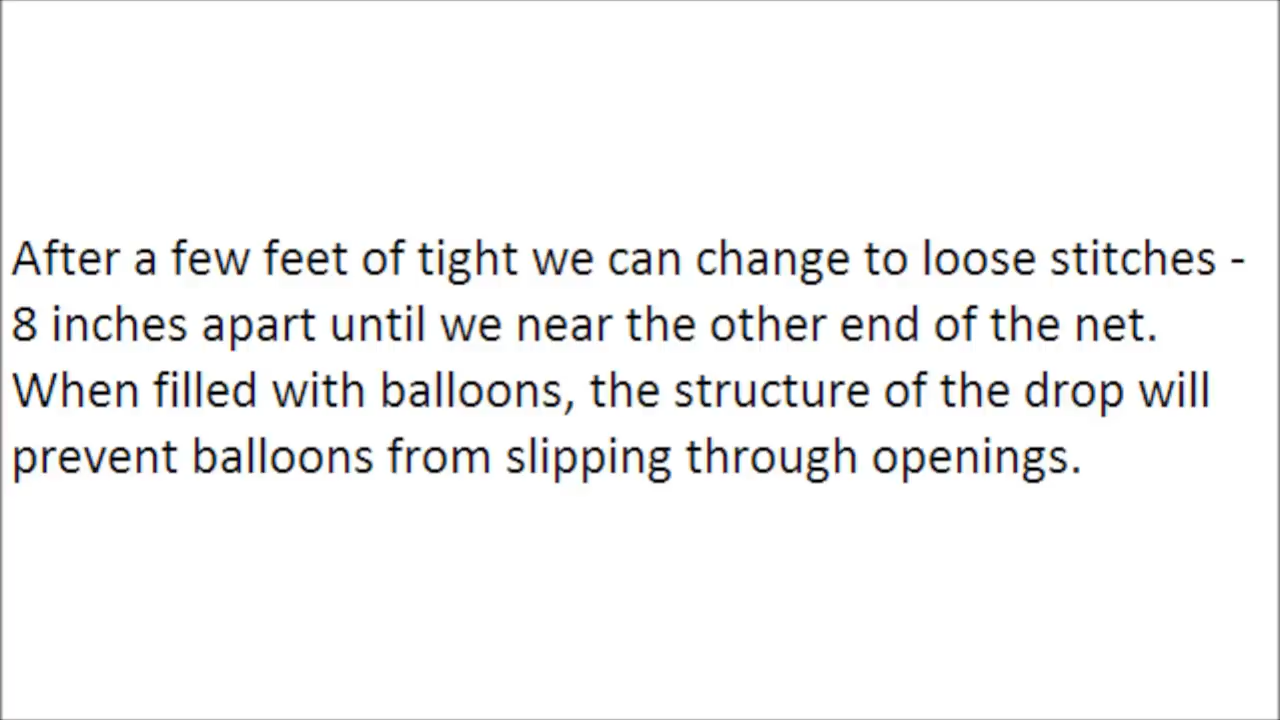 After a few feet of tight we can change to loose stitches -
8 inches apart until we near the other end of the net.
When filled with balloons, the structure of the drop will
prevent balloons from slipping through openings.